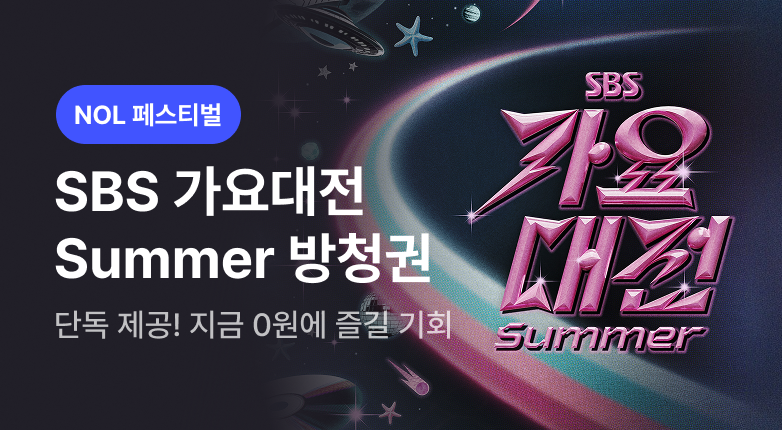 NOL 페스티벌
SBS 가요대전
Summer 방청권
단독 제공! 지금 0원에 즐길 기회
SBS
가요
대전
Summer